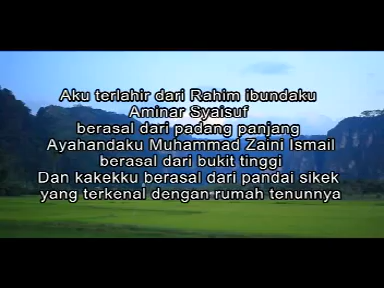 Aku terlahir dari Rahim ibundaku
Aminar Syaisuf
berasal dari padang panjang
Ayahandaku Muhammad Zaini Ismail
berasal dari bukit tinggi
Dan kakekku berasal dari pandai sikek
yang terkenal dengan rumah tenunnya